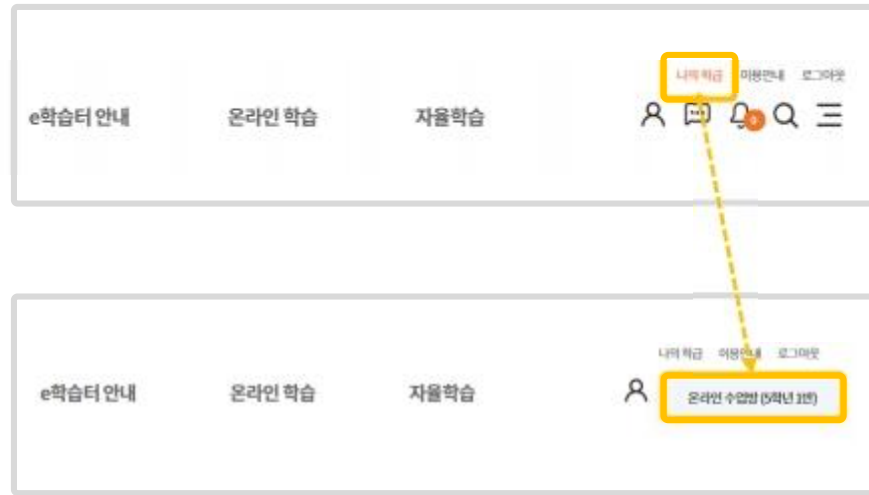 나의 학급 이용안내 로그아웃
e학습터 안내 온라인 학습 자율학습
0
나의 학급 이용안내 로그아웃
e학습터 안내 온라인 학습 자율학습
온라인 수업방 (5학년 1반)